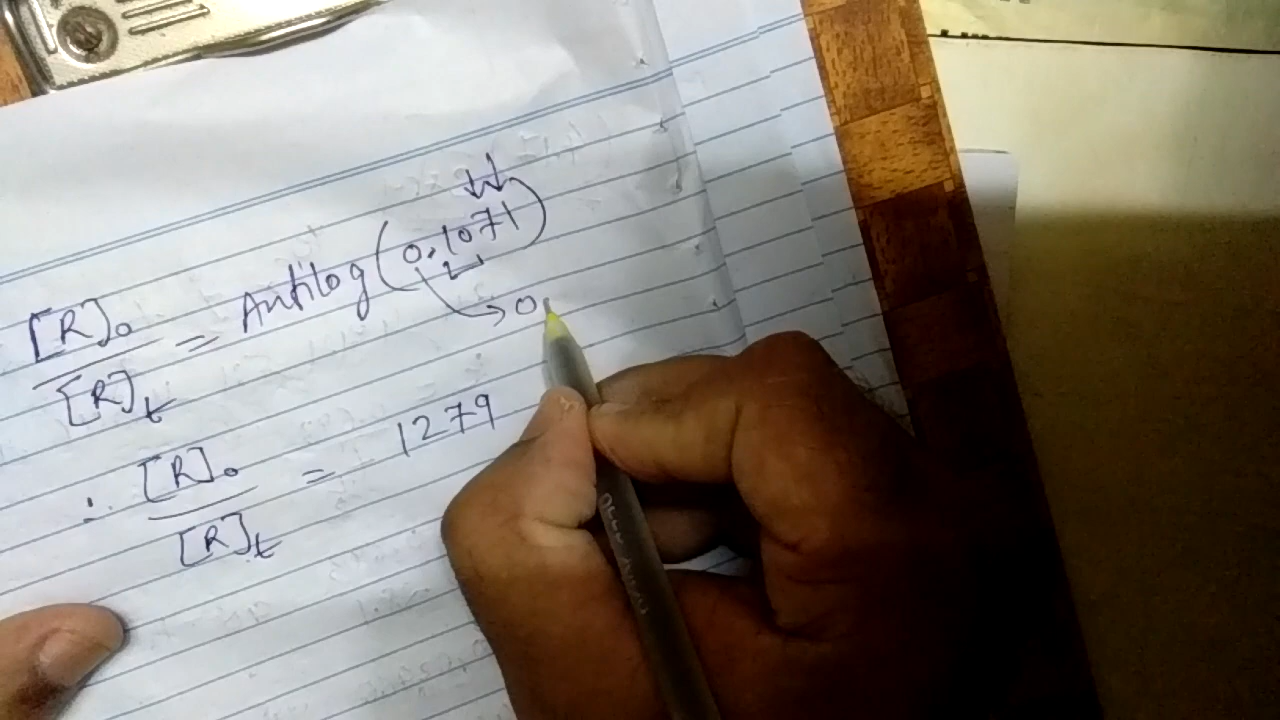 [R]₀ / [R]t = Antilog (0.1071)
→ 0
∴ [R]₀ / [R]t = 1279